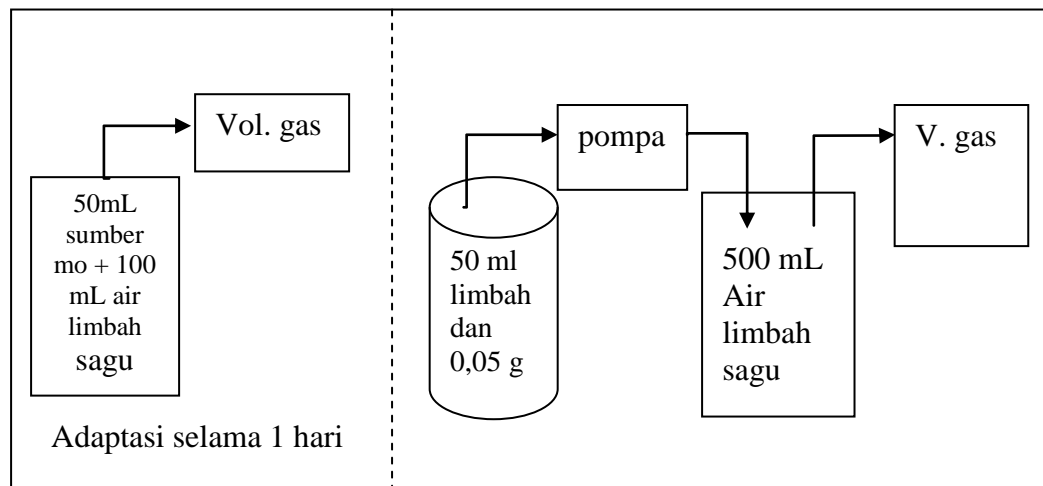 Vol. gas
50mL
sumber
mo + 100
mL air
limbah
sagu
Adaptasi selama 1 hari
pompa
V. gas
50 ml
limbah
dan
0,05 g
500 mL
Air
limbah
sagu